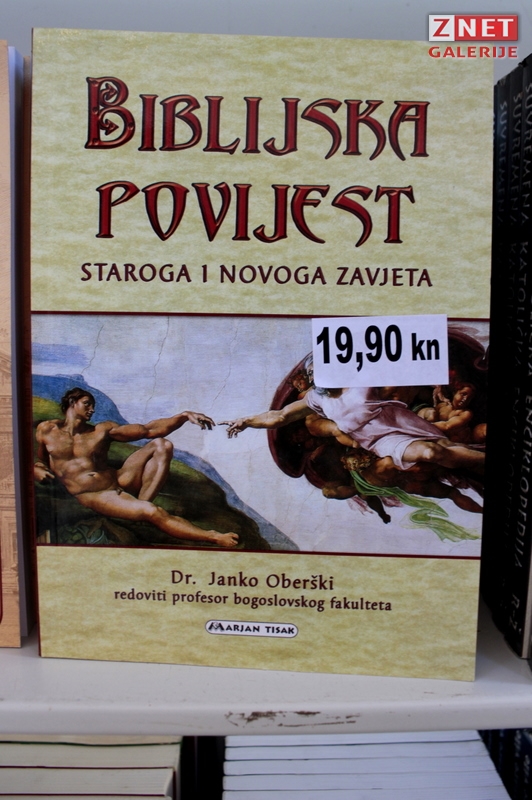 ZNET
GALERIJE
BIBLIJSKA
POVIJEST
STAROGA I NOVOGA ZAVJETA
19,90 kn
Dr. Janko Oberški
redoviti profesor bogoslovskog fakulteta
MARJAN TISAK